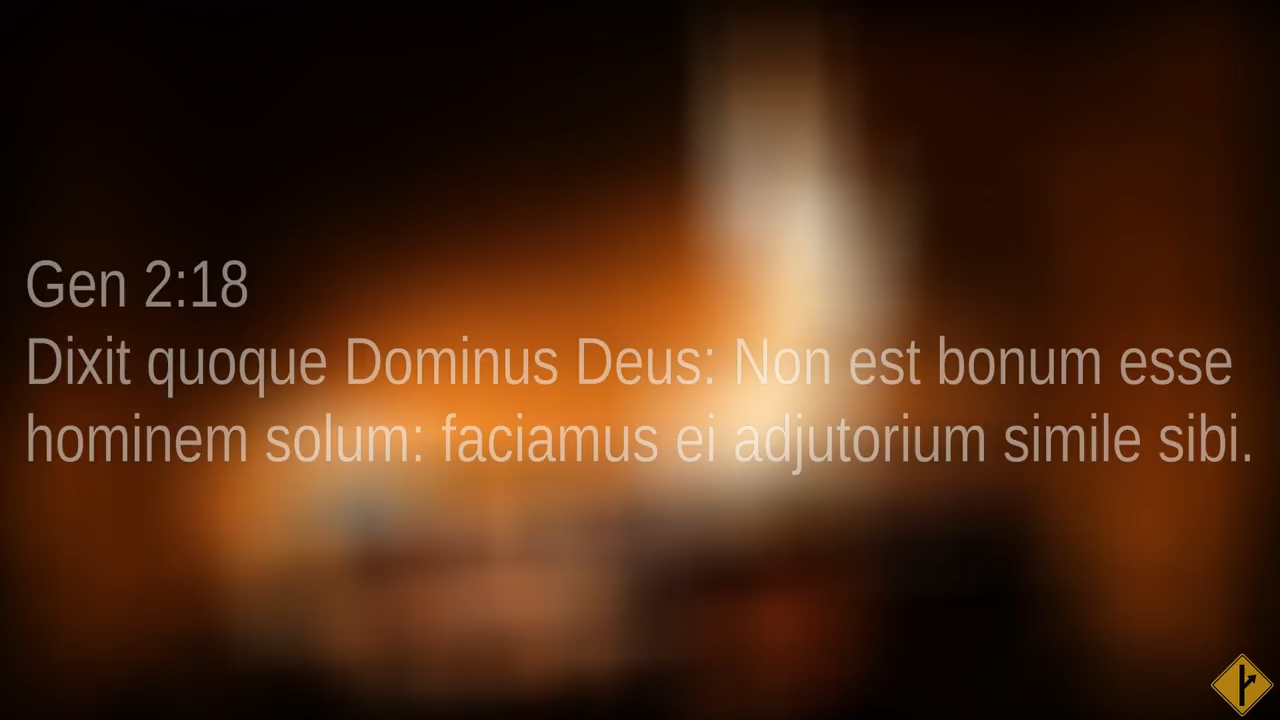 Gen 2:18
Dixit quoque Dominus Deus: Non est bonum esse
hominem solum: faciamus ei adjutorium simile sibi.